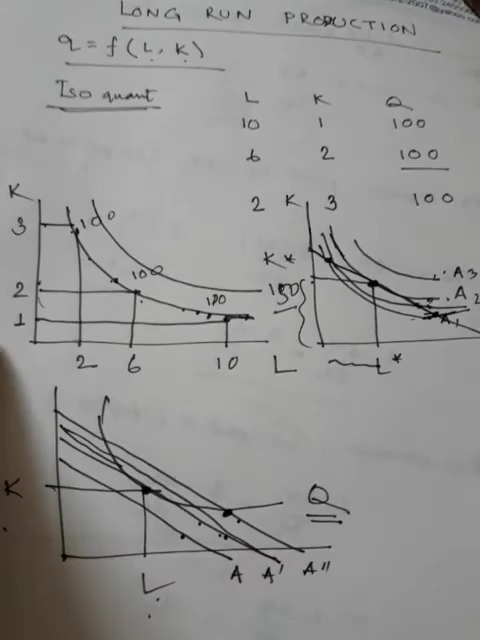 LONG RUN PRODUCTION
q = f (L, K)
Iso quant
L K Q
10 1 100
6 2 100
2 3 100
K
3
100
2
100
1
100
2 6 10 L
K
K*
A3
A2
A1
L*
K
Q
L
A A' A"